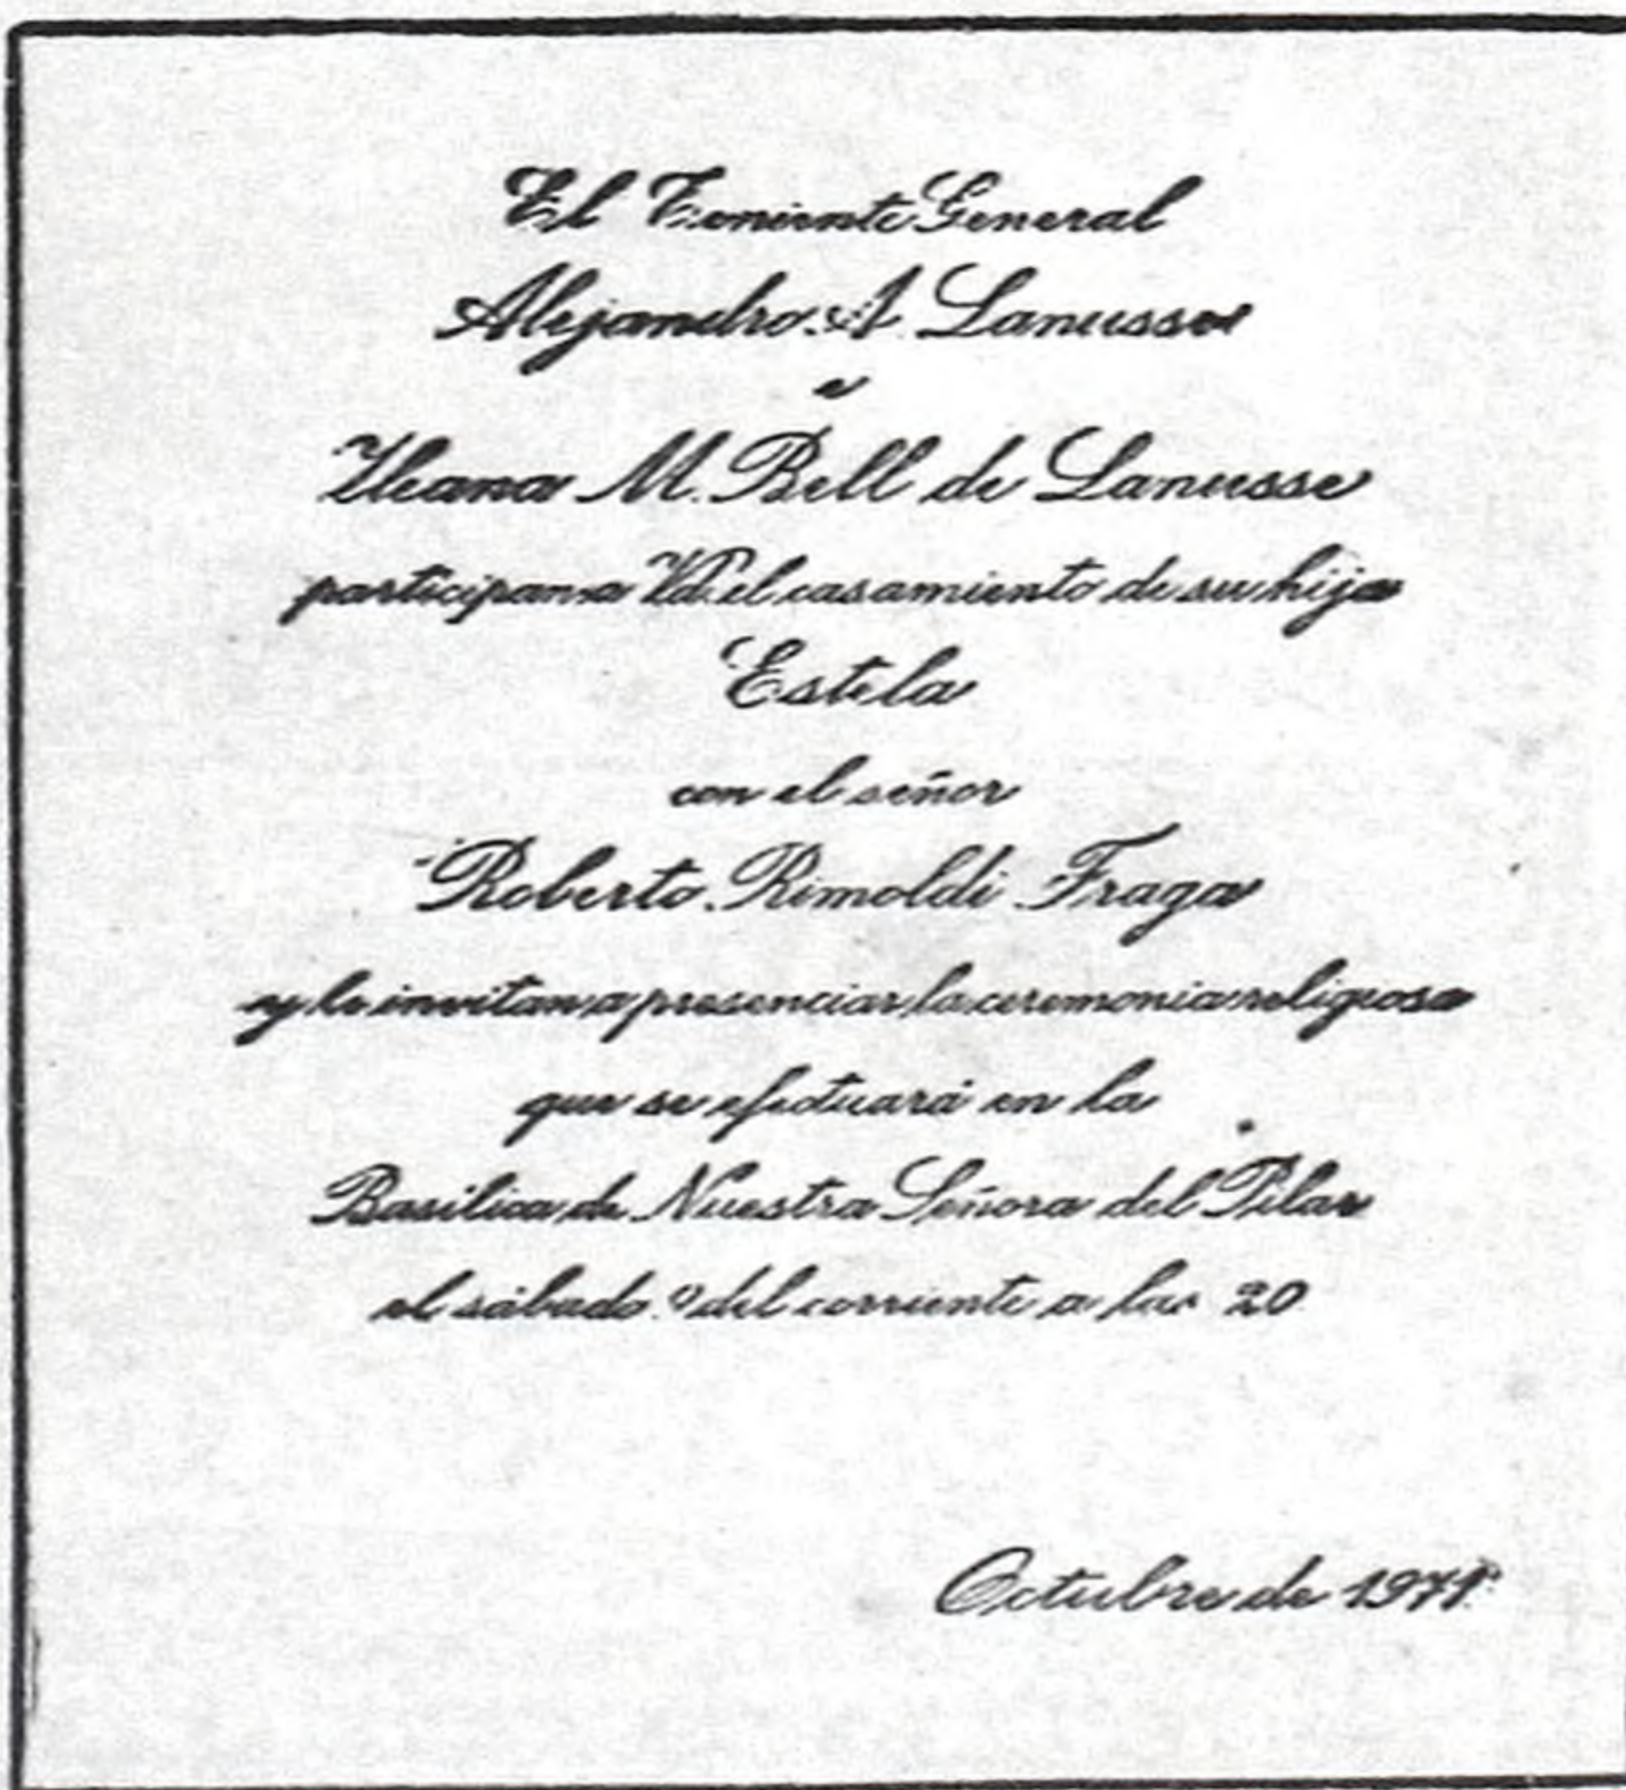 El Teniente General
Alejandro A. Lanusse
e
Ileana M. Bell de Lanusse
participan a Vd. el casamiento de su hija
Estela
con el señor
Roberto Rimoldi Fraga
y le invitan a presenciar la ceremonia religiosa
que se efectuará en la
Basílica de Nuestra Señora del Pilar
el sábado del corriente a las 20
Octubre de 1971